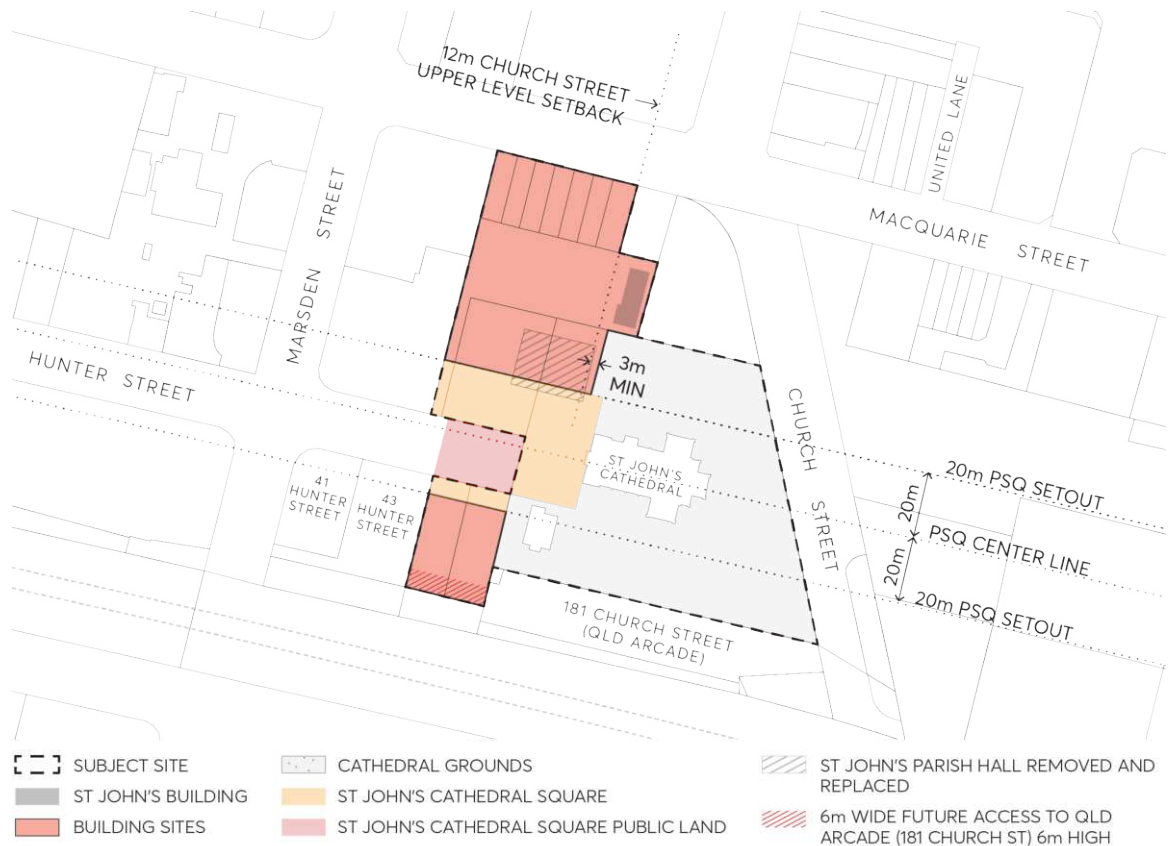 12m CHURCH STREET
UPPER LEVEL SETBACK
UNITED LANE
MARSDEN STREET
MACQUARIE STREET
HUNTER STREET
3m
MIN
CHURCH STREET
ST JOHN'S
CATHEDRAL
41
HUNTER
STREET
43
HUNTER
STREET
20m PSQ SETOUT
20m
PSQ CENTER LINE
20m
20m PSQ SETOUT
181 CHURCH STREET
(QLD ARCADE)
SUBJECT SITE
ST JOHN'S BUILDING
BUILDING SITES
CATHEDRAL GROUNDS
ST JOHN'S CATHEDRAL SQUARE
ST JOHN'S CATHEDRAL SQUARE PUBLIC LAND
ST JOHN'S PARISH HALL REMOVED AND
REPLACED
6m WIDE FUTURE ACCESS TO QLD
ARCADE (181 CHURCH ST) 6m HIGH